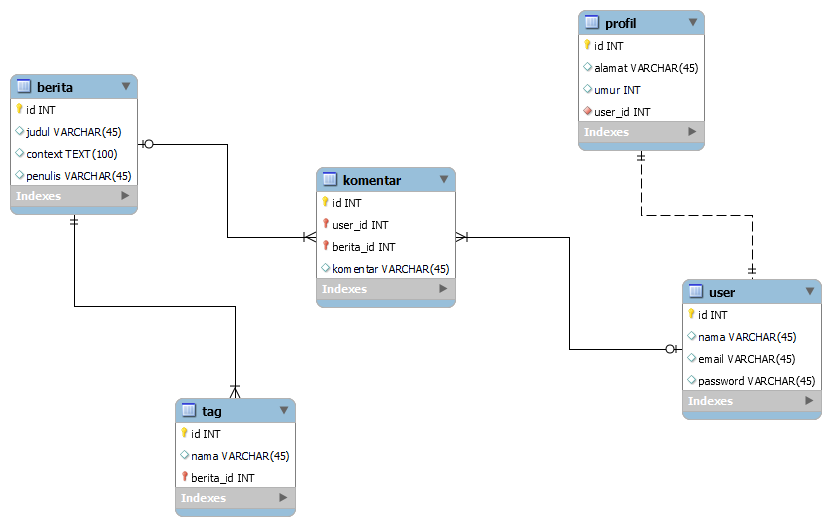 profil
id INT
alamat VARCHAR(45)
umur INT
user_id INT
Indexes
berita
id INT
judul VARCHAR(45)
context TEXT(100)
penulis VARCHAR(45)
Indexes
komentar
id INT
user_id INT
berita_id INT
komentar VARCHAR(45)
Indexes
user
id INT
nama VARCHAR(45)
email VARCHAR(45)
password VARCHAR(45)
Indexes
tag
id INT
nama VARCHAR(45)
berita_id INT
Indexes